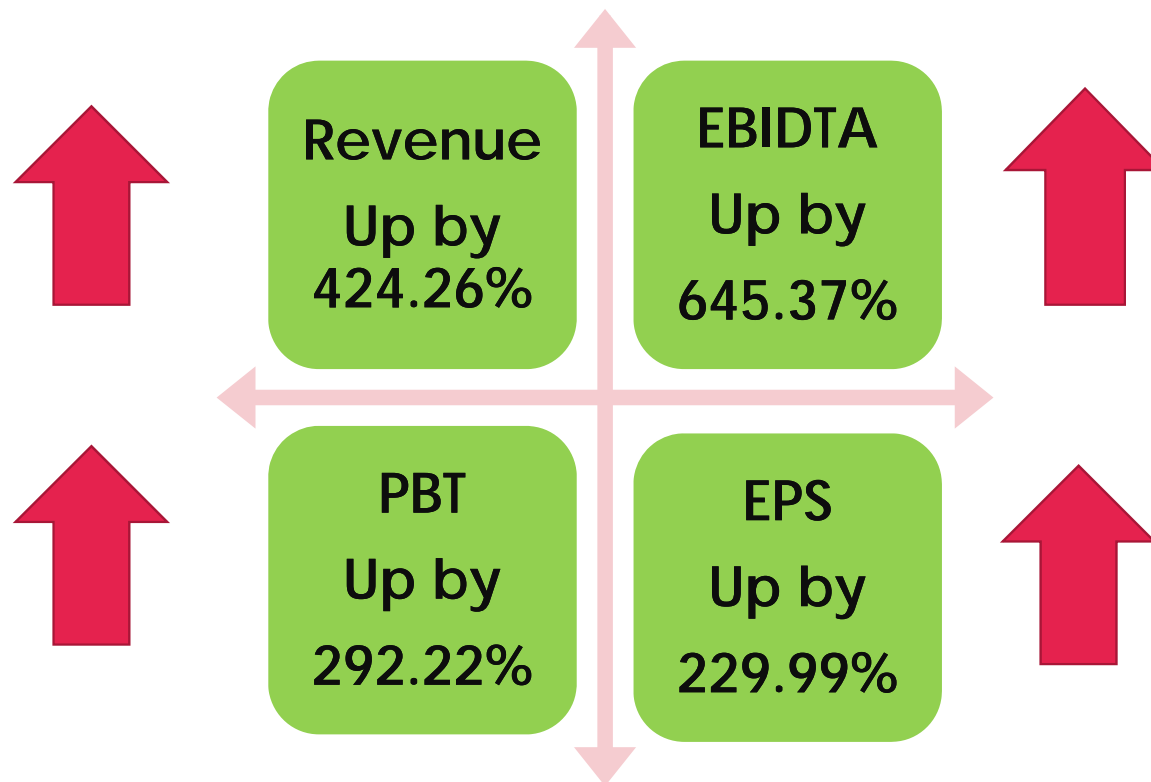 Revenue
Up by
424.26%
EBIDTA
Up by
645.37%
PBT
Up by
292.22%
EPS
Up by
229.99%